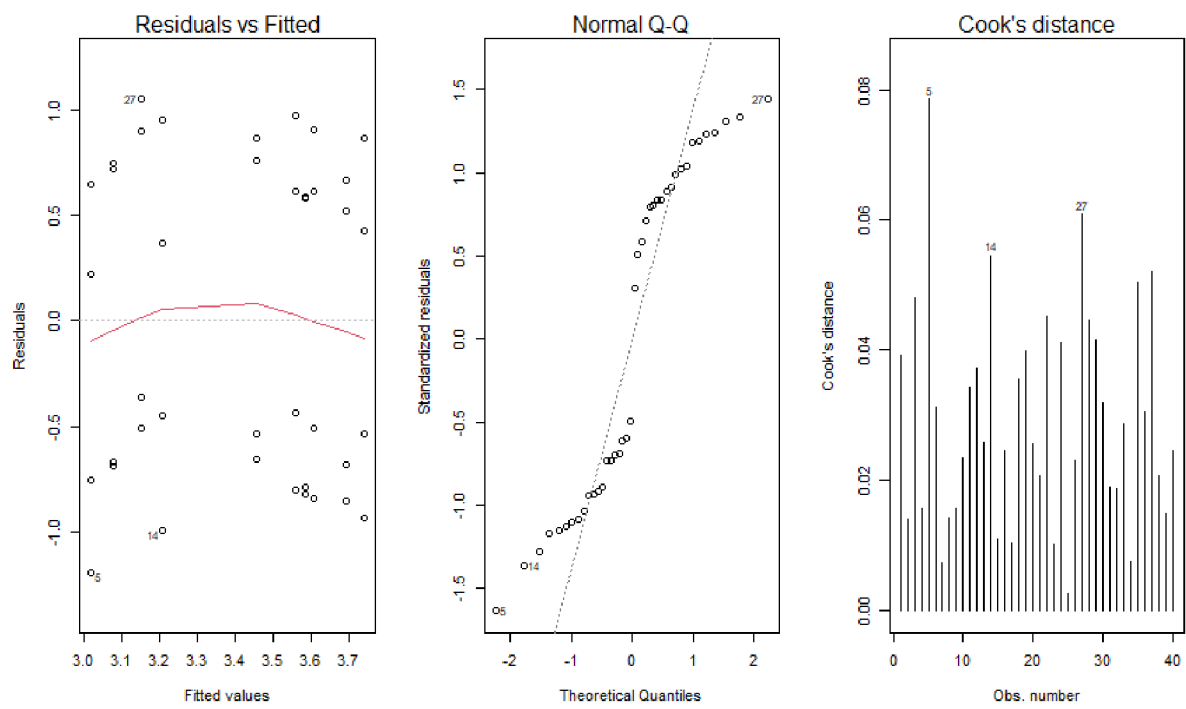 Residuals vs Fitted
Residuals
1.0
0.5
0.0
-0.5
-1.0
27
14
5
3.0 3.1 3.2 3.3 3.4 3.5 3.6 3.7
Fitted values
Normal Q-Q
Standardized residuals
1.5
1.0
0.5
0.0
-0.5
-1.0
-1.5
27
14
5
-2 -1 0 1 2
Theoretical Quantiles
Cook's distance
Cook's distance
0.08
0.06
0.04
0.02
0.00
5
27
14
0 10 20 30 40
Obs. number